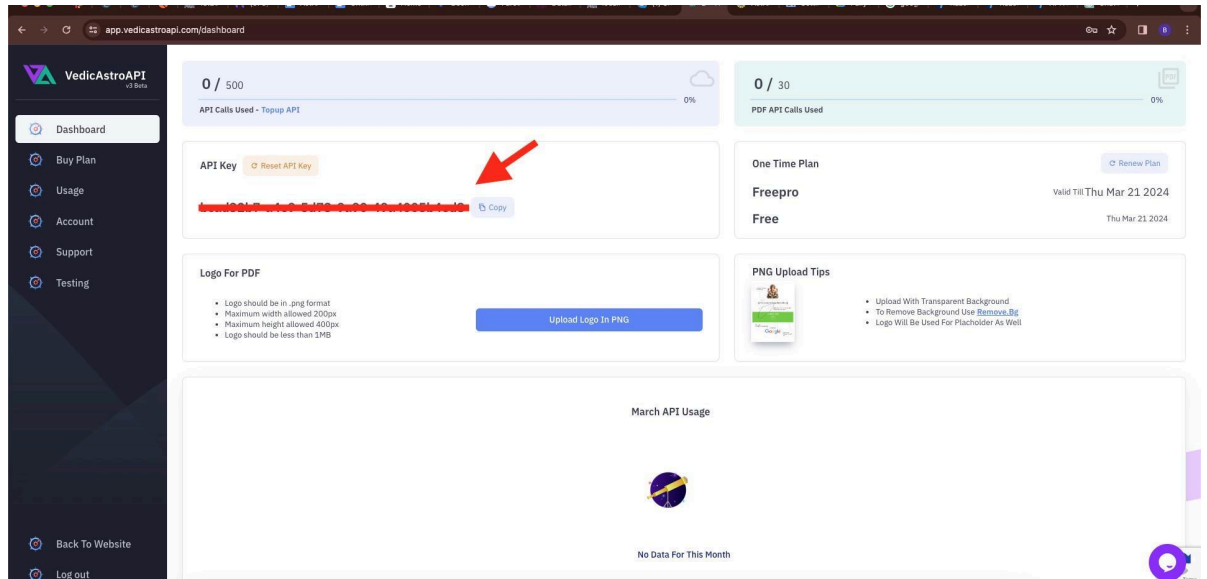 app.vedicastroapi.com/dashboard
VedicAstroAPI
v3 Beta
Dashboard
Buy Plan
Usage
Account
Support
Testing
Back To Website
Log out
0 / 500
0%
API Calls Used - Topup API
0 / 30
0%
PDF API Calls Used
API Key Reset API Key
Copy
One Time Plan Renew Plan
Freepro Valid Till Thu Mar 21 2024
Free Thu Mar 21 2024
Logo For PDF
• Logo should be in .png format
• Maximum width allowed 200px
• Maximum height allowed 400px
• Logo should be less than 1MB
Upload Logo In PNG
PNG Upload Tips
• Upload With Transparent Background
• To Remove Background Use Remove.Bg
• Logo Will Be Used For Placholder As Well
March API Usage
No Data For This Month